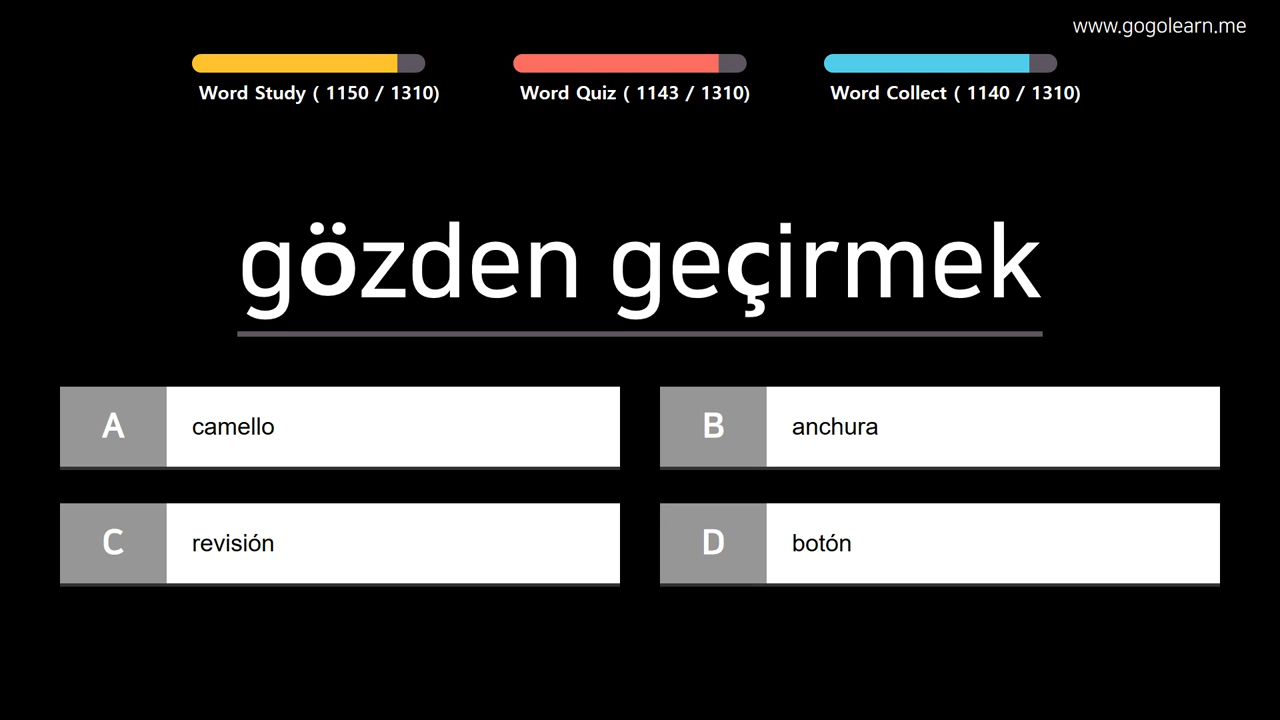 www.gogolearn.me
Word Study ( 1150 / 1310)
Word Quiz ( 1143 / 1310)
Word Collect ( 1140 / 1310)
gözden geçirmek
A camello
B anchura
C revisión
D botón